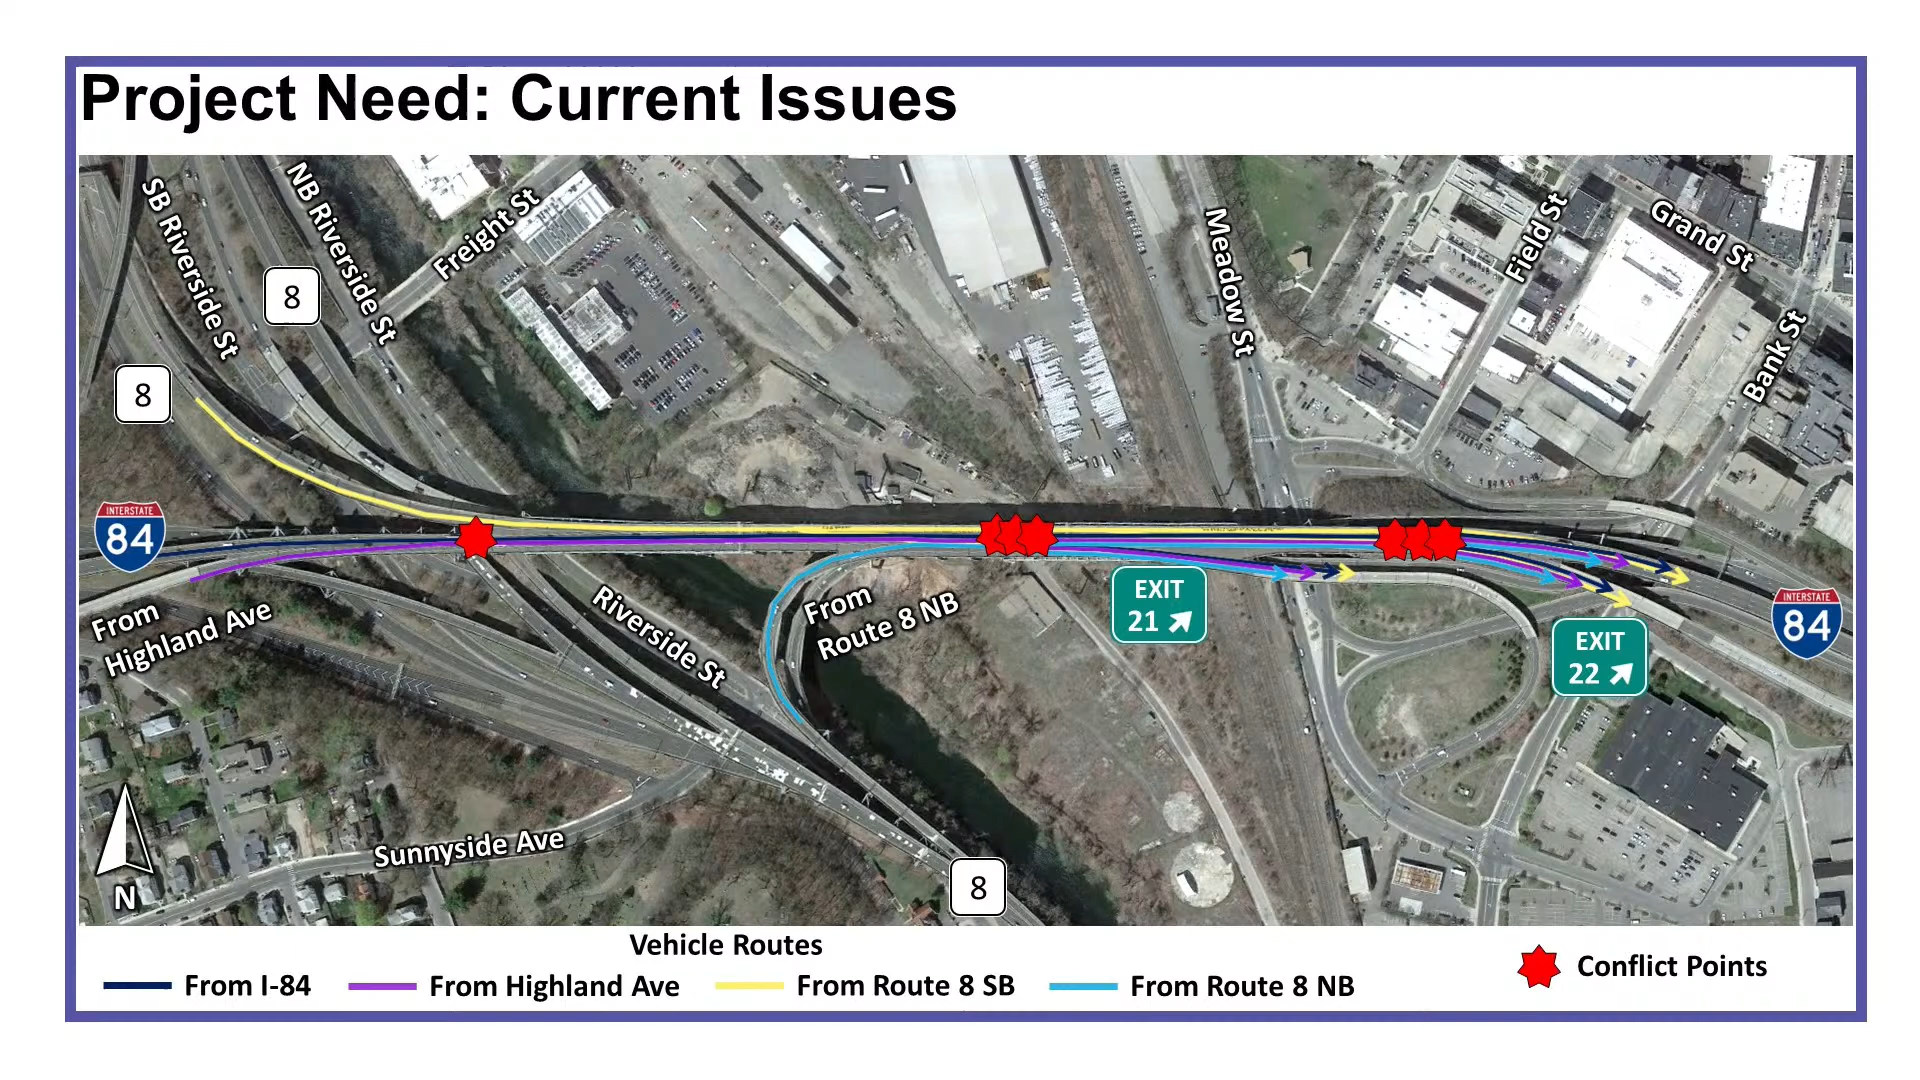 Project Need: Current Issues
SB Riverside St
NB Riverside St
Freight St
Meadow St
Field St
Grand St
Bank St
8
8
INTERSTATE
84
From
Highland Ave
Riverside St
From
Route 8 NB
EXIT
21
EXIT
22
INTERSTATE
84
Sunnyside Ave
8
N
Vehicle Routes
From I-84
From Highland Ave
From Route 8 SB
From Route 8 NB
Conflict Points